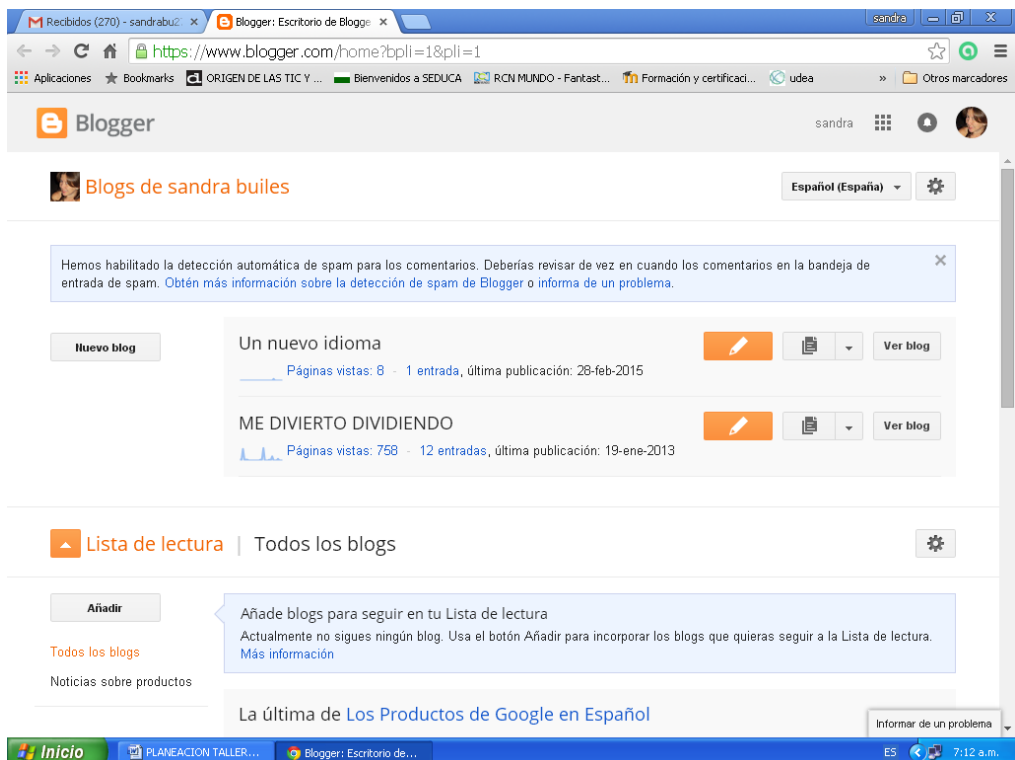 Recibidos (270) - sandrabu2
Blogger: Escritorio de Blogge
sandra
https://www.blogger.com/home?bpli=1&pli=1
Aplicaciones
Bookmarks
ORIGEN DE LAS TIC Y ...
Bienvenidos a SEDUCA
RCN MUNDO - Fantast...
Formación y certificaci...
udea
»
Otros marcadores
Blogger
sandra
Blogs de sandra builes
Español (España)
Hemos habilitado la detección automática de spam para los comentarios. Deberías revisar de vez en cuando los comentarios en la bandeja de
entrada de spam. Obtén más información sobre la detección de spam de Blogger o informa de un problema.
Nuevo blog
Un nuevo idioma
Ver blog
Páginas vistas: 8 · 1 entrada, última publicación: 28-feb-2015
ME DIVIERTO DIVIDIENDO
Ver blog
Páginas vistas: 758 · 12 entradas, última publicación: 19-ene-2013
Lista de lectura | Todos los blogs
Añadir
Añade blogs para seguir en tu Lista de lectura
Actualmente no sigues ningún blog. Usa el botón Añadir para incorporar los blogs que quieras seguir a la Lista de lectura.
Más información
Todos los blogs
Noticias sobre productos
La última de Los Productos de Google en Español
Informar de un problema
Inicio
PLANEACION TALLER...
Blogger: Escritorio de...
ES
7:12 a.m.